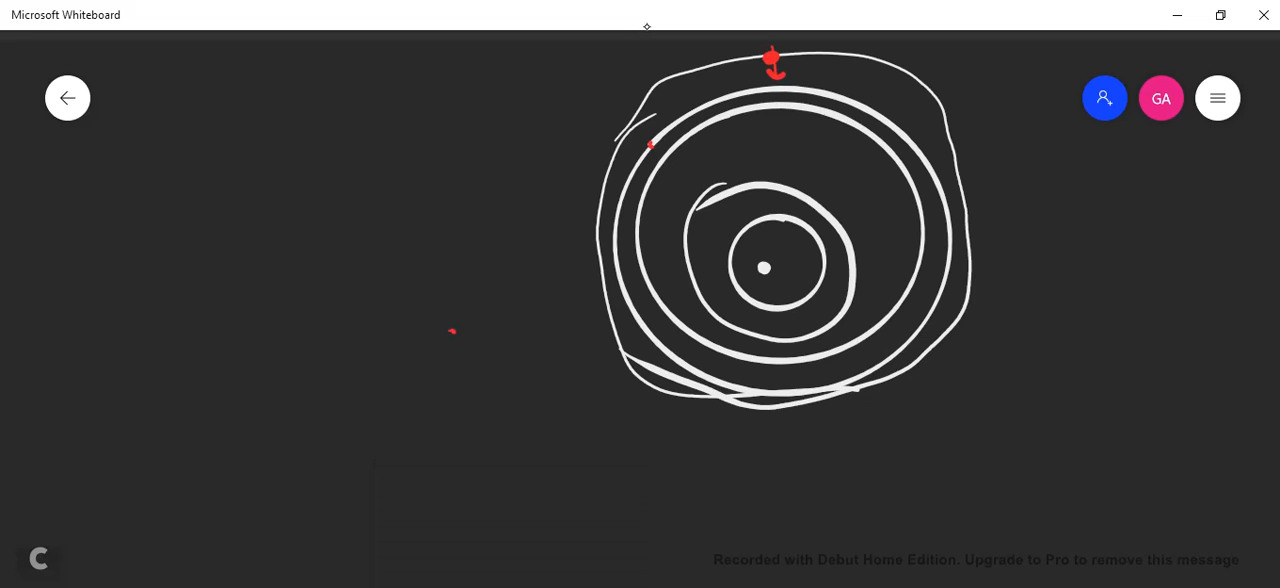 Microsoft Whiteboard
GA
C
Recorded with Debut Home Edition. Upgrade to Pro to remove this message